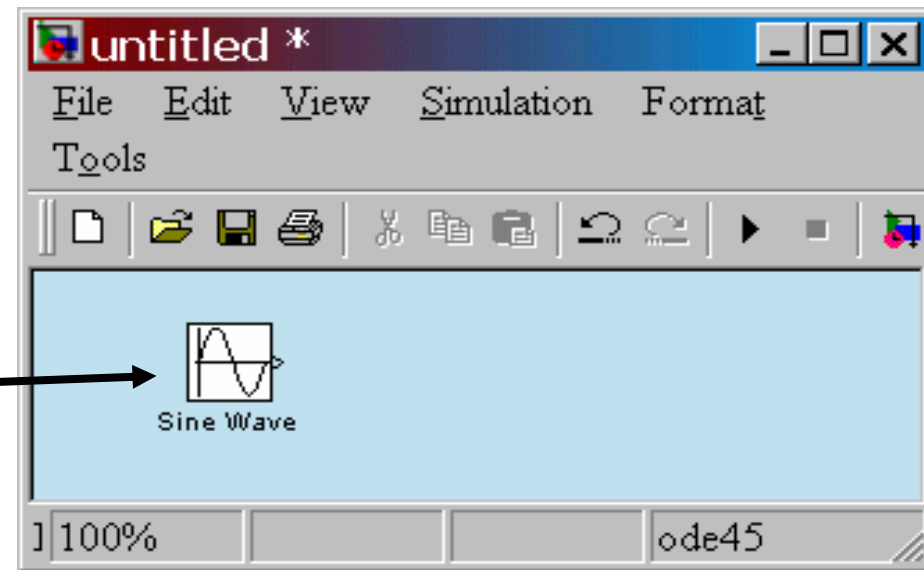 untitled *
File Edit View Simulation Format
Tools
Sine Wave
100% ode45